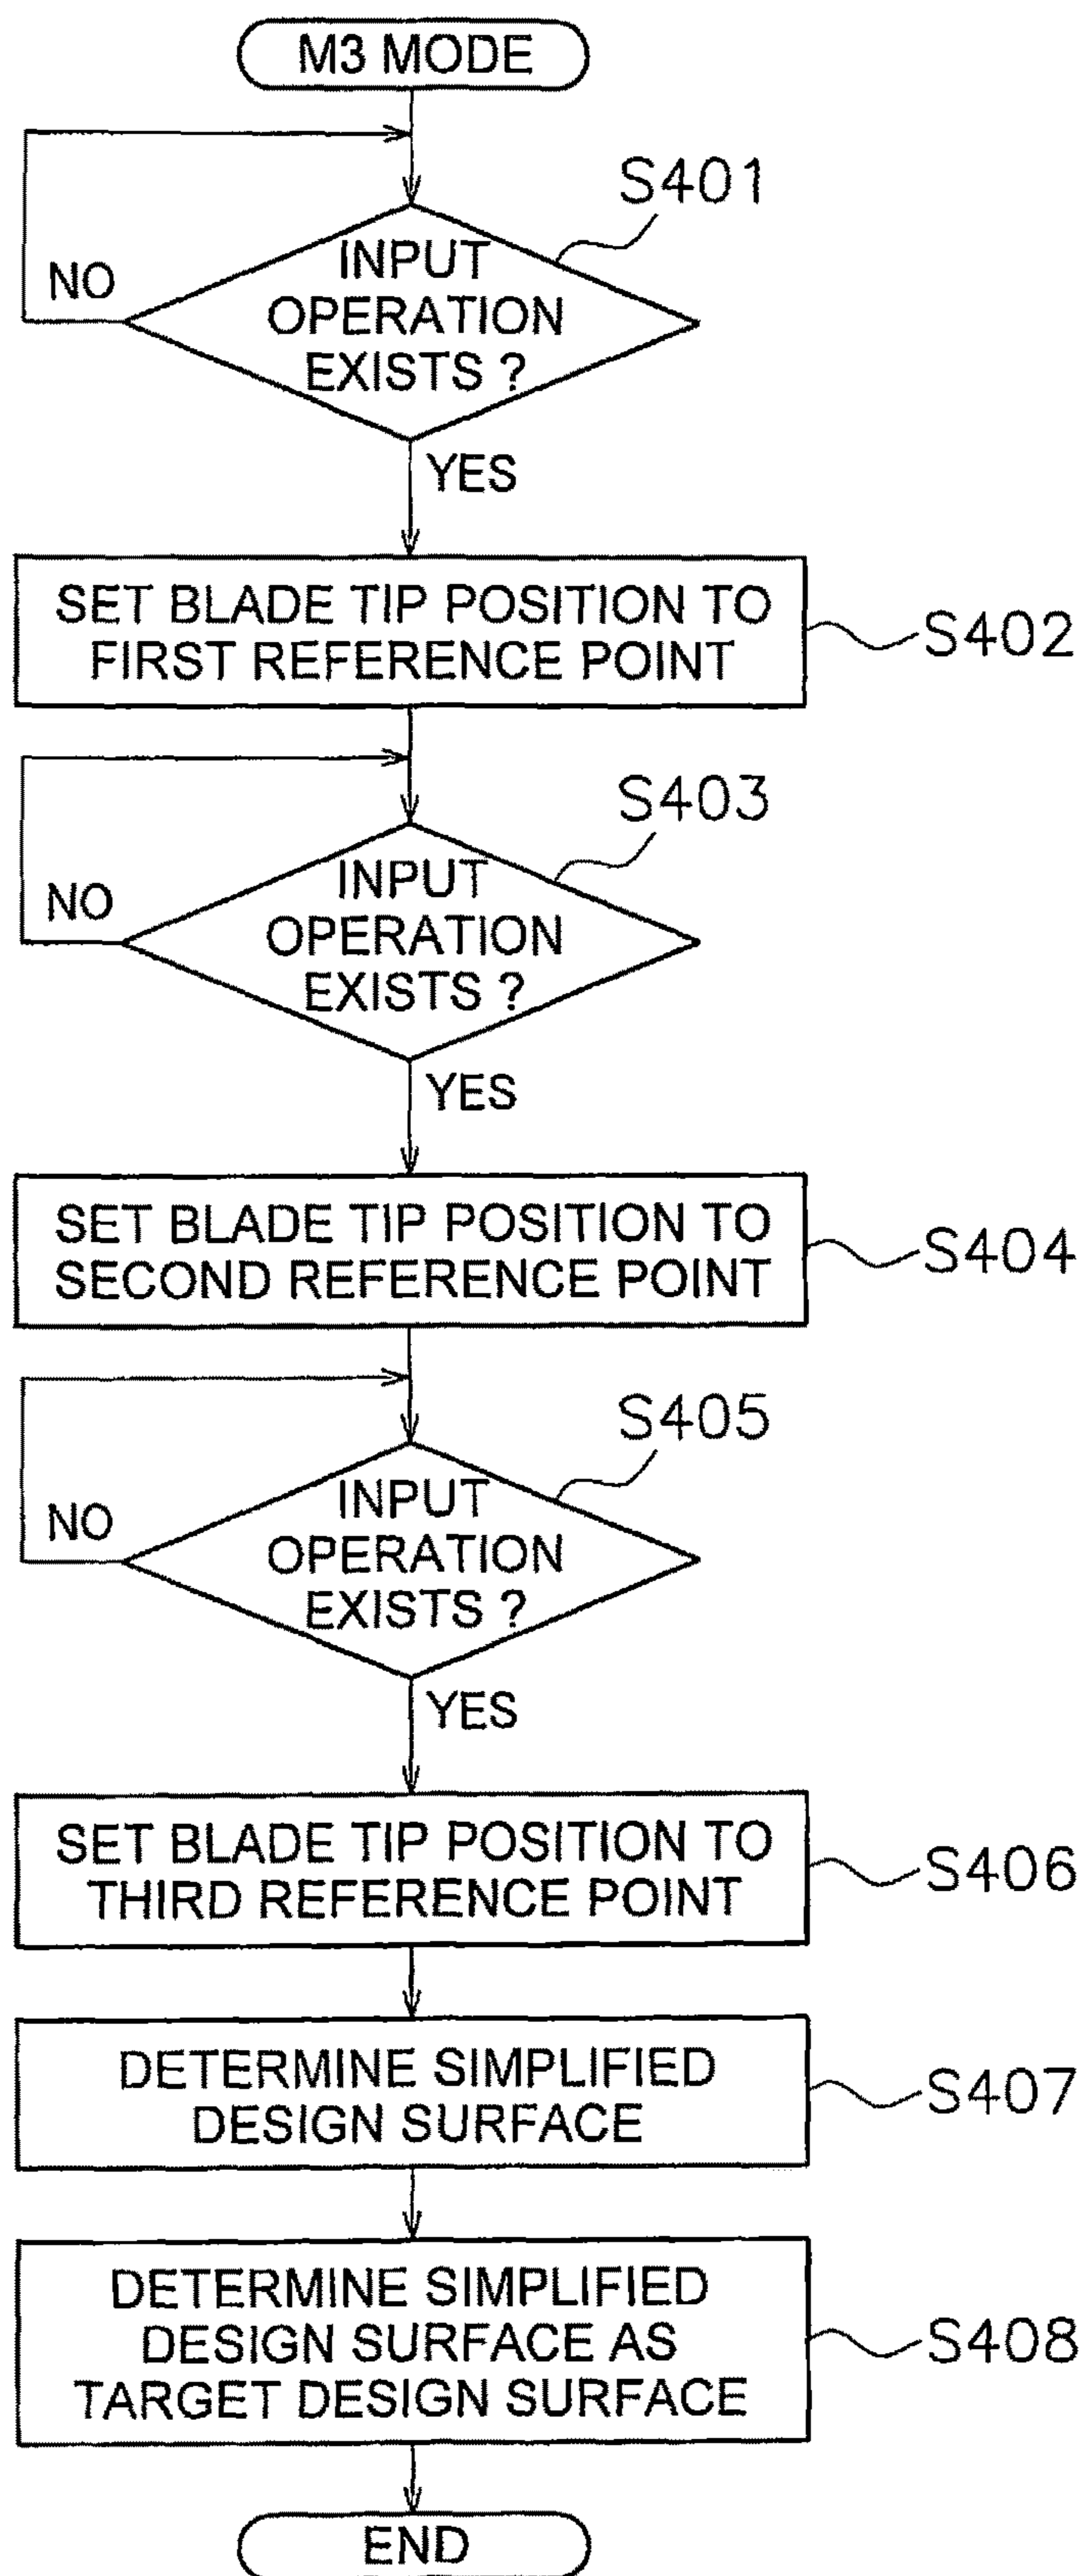 M3 MODE
S401
INPUT
OPERATION
EXISTS ?
NO
YES
SET BLADE TIP POSITION TO
FIRST REFERENCE POINT
S402
S403
INPUT
OPERATION
EXISTS ?
NO
YES
SET BLADE TIP POSITION TO
SECOND REFERENCE POINT
S404
S405
INPUT
OPERATION
EXISTS ?
NO
YES
SET BLADE TIP POSITION TO
THIRD REFERENCE POINT
S406
DETERMINE SIMPLIFIED
DESIGN SURFACE
S407
DETERMINE SIMPLIFIED
DESIGN SURFACE AS
TARGET DESIGN SURFACE
S408
END